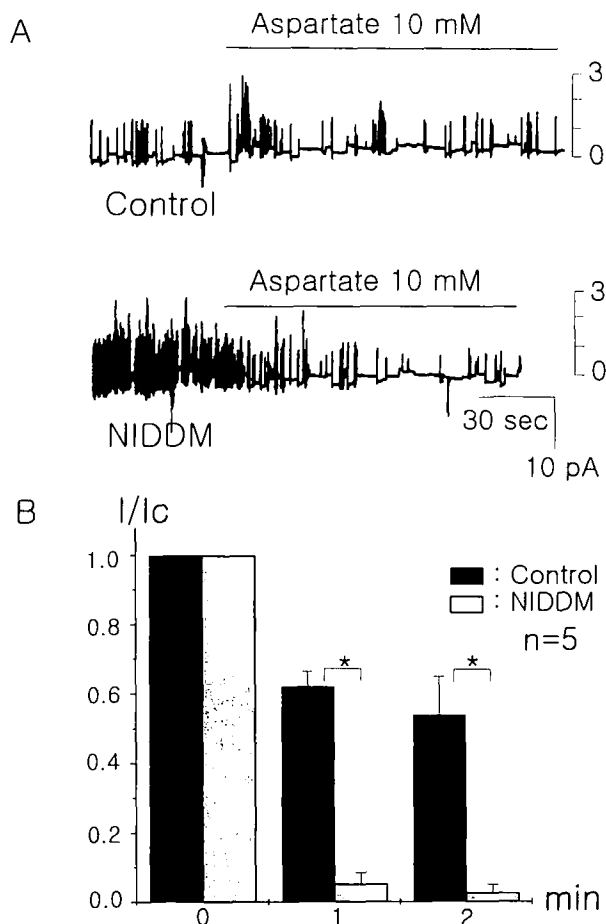 A
Aspartate 10 mM
3
0
Control
Aspartate 10 mM
3
0
NIDDM
30 sec
10 pA
B
I/Ic
1.0
0.8
0.6
0.4
0.2
0.0
: Control
: NIDDM
n=5
*
*
0
1
2
min